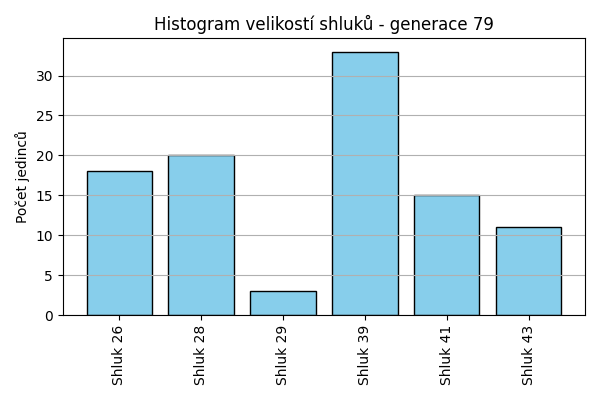 Histogram velikostí shluků - generace 79
Počet jedinců
30
25
20
15
10
5
0
Shluk 26
Shluk 28
Shluk 29
Shluk 39
Shluk 41
Shluk 43